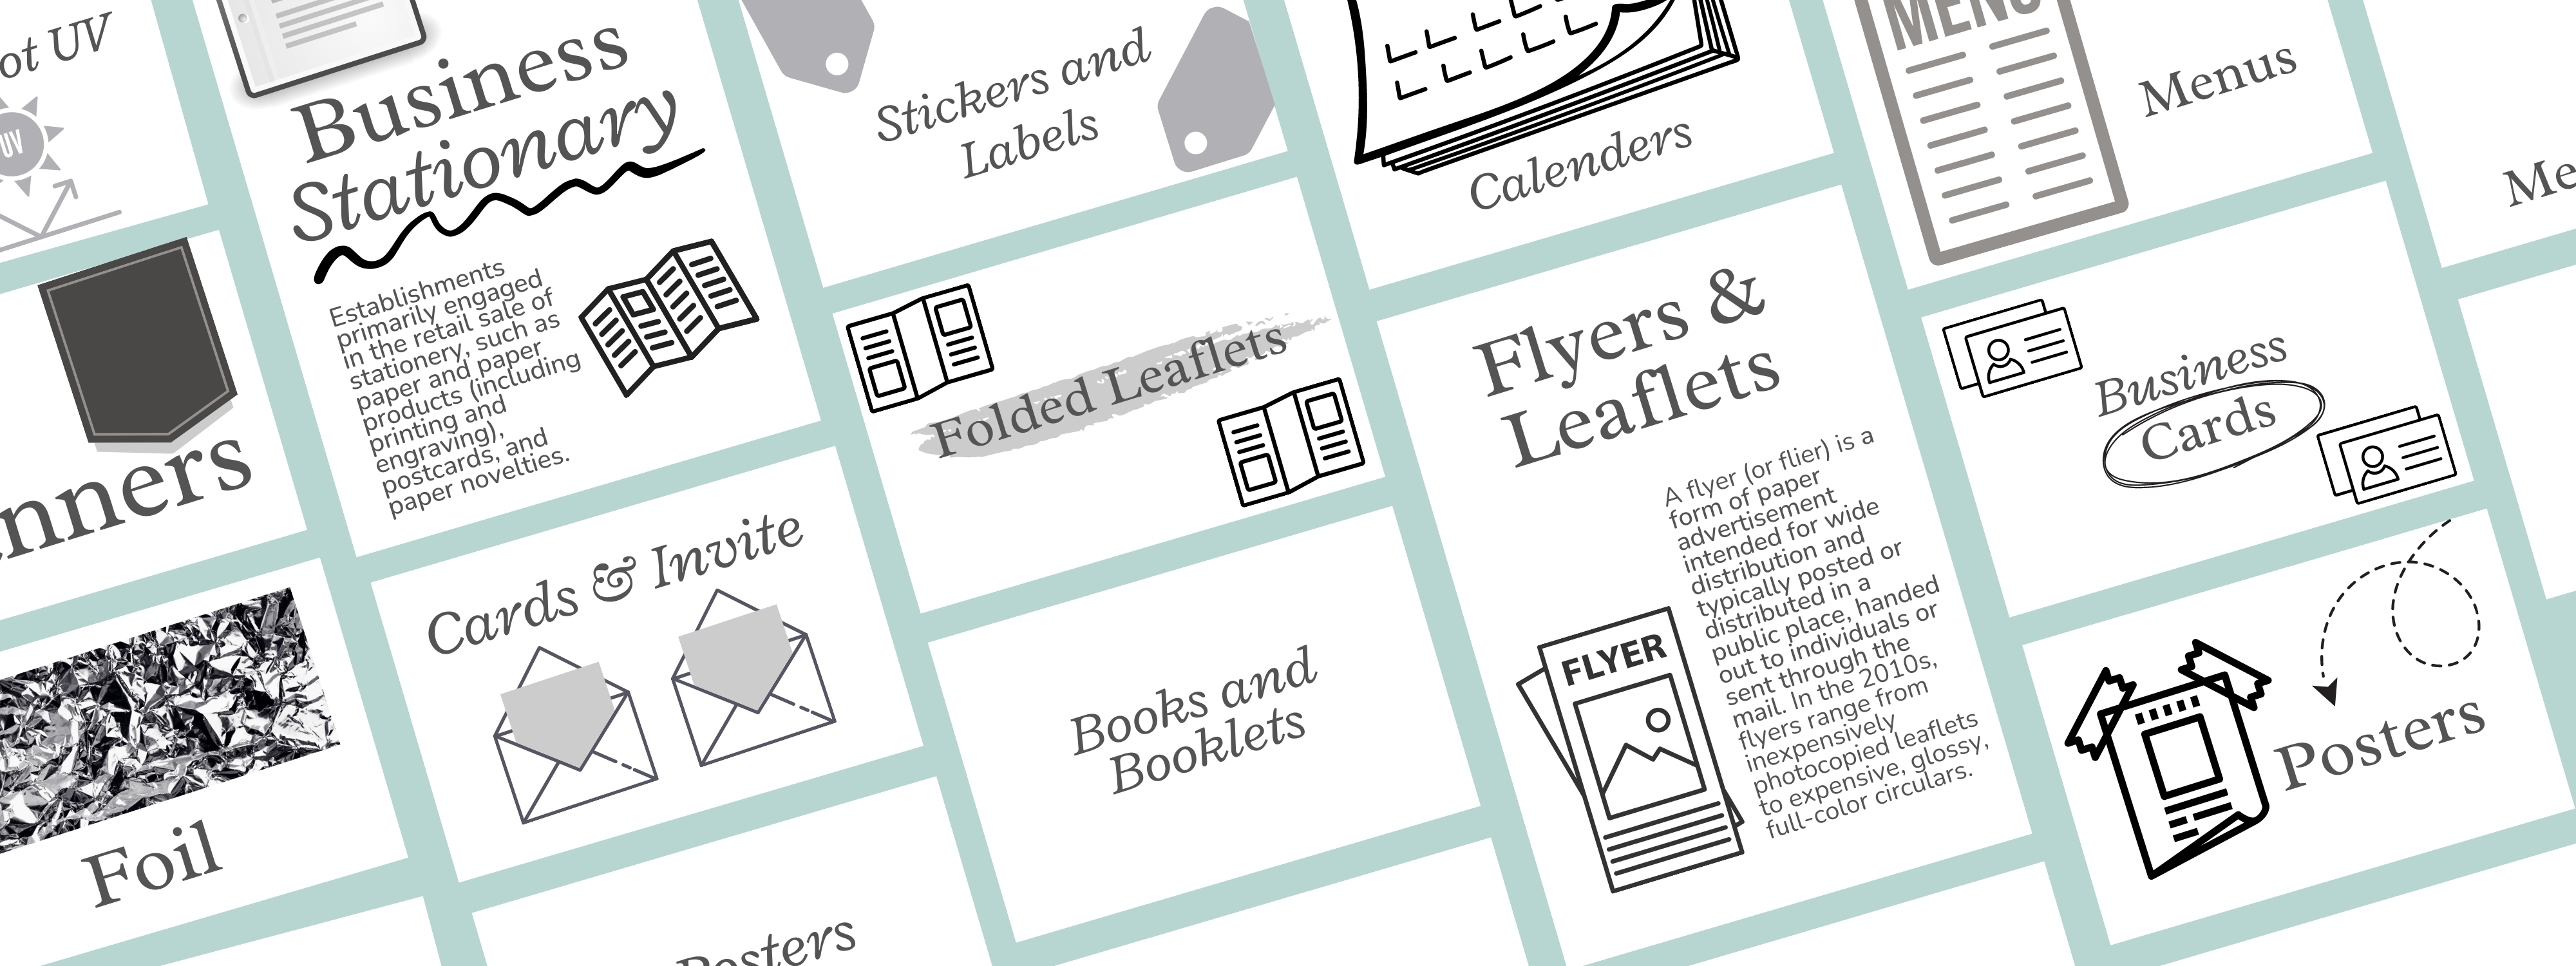 ot UV
UV
nners
Foil
Business
Stationary
Establishments
primarily engaged
in the retail sale of
stationery, such as
paper and paper
products (including
printing and
engraving),
postcards, and
paper novelties.
Cards & Invite
Posters
Stickers and
Labels
Folded Leaflets
Books and
Booklets
Calenders
Flyers &
Leaflets
A flyer (or flier) is a
form of paper
advertisement
intended for wide
distribution and
typically posted or
distributed in a
public place, handed
out to individuals or
sent through the
mail. In the 2010s,
flyers range from
inexpensively
photocopied leaflets
to expensive, glossy,
full-color circulars.
FLYER
MENU
Menus
Business
Cards
Posters
Me